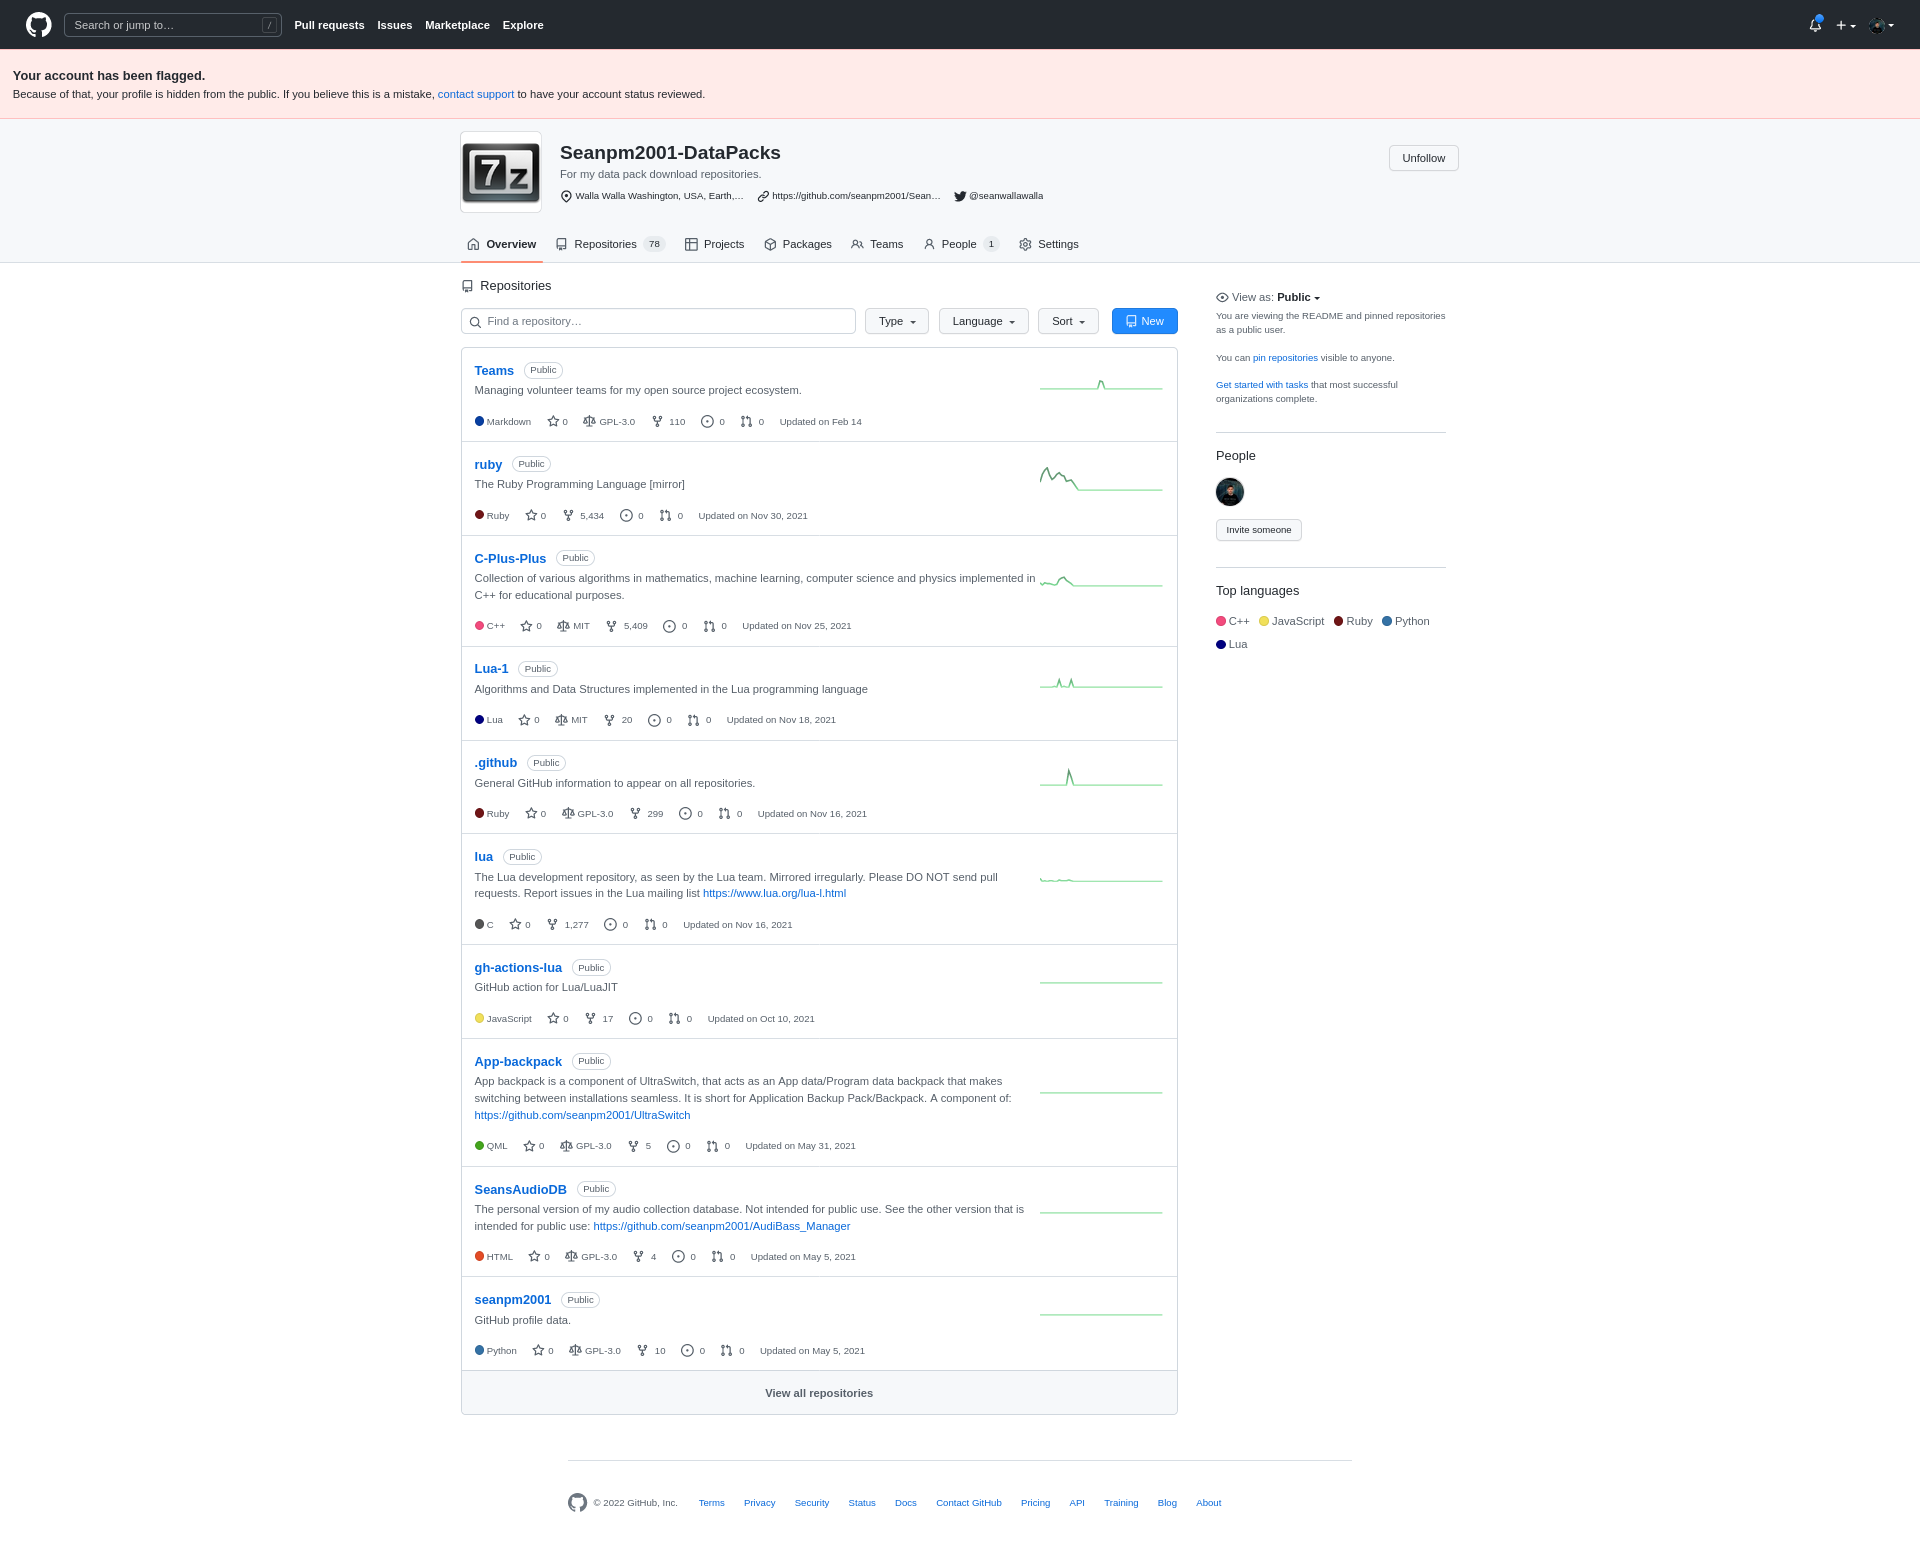 Search or jump to… /
Pull requests Issues Marketplace Explore
Your account has been flagged.
Because of that, your profile is hidden from the public. If you believe this is a mistake, contact support to have your account status reviewed.
7z
Seanpm2001-DataPacks
Unfollow
For my data pack download repositories.
Walla Walla Washington, USA, Earth,… https://github.com/seanpm2001/Sean… @seanwallawalla
Overview Repositories 78 Projects Packages Teams People 1 Settings
Repositories
Find a repository… Type Language Sort New
Teams Public
Managing volunteer teams for my open source project ecosystem.
Markdown 0 GPL-3.0 110 0 0 Updated on Feb 14
ruby Public
The Ruby Programming Language [mirror]
Ruby 0 5,434 0 0 Updated on Nov 30, 2021
C-Plus-Plus Public
Collection of various algorithms in mathematics, machine learning, computer science and physics implemented in
C++ for educational purposes.
C++ 0 MIT 5,409 0 0 Updated on Nov 25, 2021
Lua-1 Public
Algorithms and Data Structures implemented in the Lua programming language
Lua 0 MIT 20 0 0 Updated on Nov 18, 2021
.github Public
General GitHub information to appear on all repositories.
Ruby 0 GPL-3.0 299 0 0 Updated on Nov 16, 2021
lua Public
The Lua development repository, as seen by the Lua team. Mirrored irregularly. Please DO NOT send pull
requests. Report issues in the Lua mailing list https://www.lua.org/lua-l.html
C 0 1,277 0 0 Updated on Nov 16, 2021
gh-actions-lua Public
GitHub action for Lua/LuaJIT
JavaScript 0 17 0 0 Updated on Oct 10, 2021
App-backpack Public
App backpack is a component of UltraSwitch, that acts as an App data/Program data backpack that makes
switching between installations seamless. It is short for Application Backup Pack/Backpack. A component of:
https://github.com/seanpm2001/UltraSwitch
QML 0 GPL-3.0 5 0 0 Updated on May 31, 2021
SeansAudioDB Public
The personal version of my audio collection database. Not intended for public use. See the other version that is
intended for public use: https://github.com/seanpm2001/AudiBass_Manager
HTML 0 GPL-3.0 4 0 0 Updated on May 5, 2021
seanpm2001 Public
GitHub profile data.
Python 0 GPL-3.0 10 0 0 Updated on May 5, 2021
View all repositories
View as: Public
You are viewing the README and pinned repositories
as a public user.
You can pin repositories visible to anyone.
Get started with tasks that most successful
organizations complete.
People
Invite someone
Top languages
C++ JavaScript Ruby Python
Lua
© 2022 GitHub, Inc. Terms Privacy Security Status Docs Contact GitHub Pricing API Training Blog About